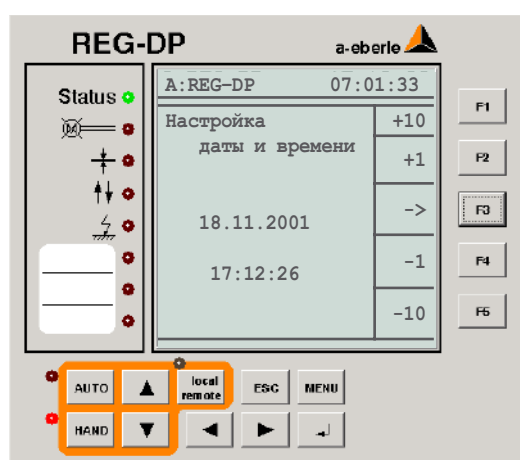 REG-DP
a-eberle
Status
A:REG-DP 07:01:33
Настройка
даты и времени
18.11.2001
17:12:26
+10
+1
->
-1
-10
F1
F2
F3
F4
F5
M
AUTO
local
remote
ESC
MENU
HAND